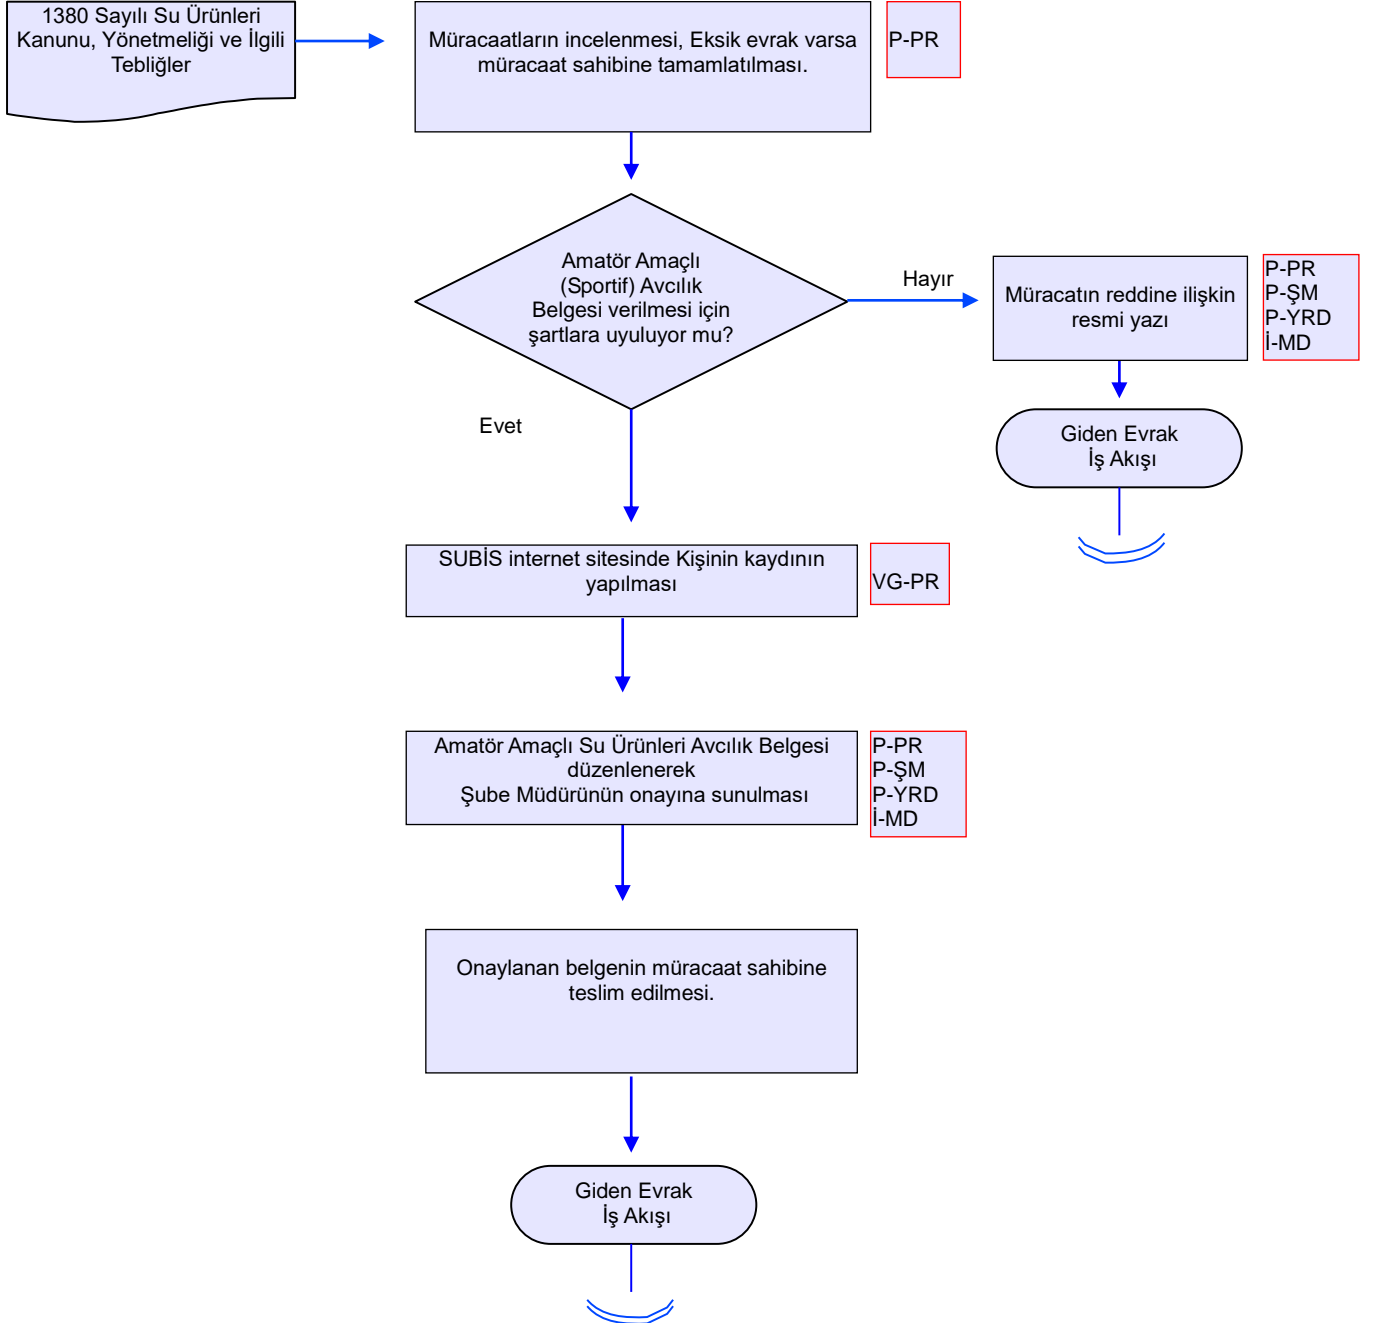 1380 Sayılı Su Ürünleri
Kanunu, Yönetmeliği ve İlgili
Tebliğler
Müracaatların incelenmesi, Eksik evrak varsa
müracaat sahibine tamamlatılması.
P-PR
Amatör Amaçlı
(Sportif) Avcılık
Belgesi verilmesi için
şartlara uyuluyor mu?
Hayır
Müracatın reddine ilişkin
resmi yazı
P-PR
P-ŞM
P-YRD
İ-MD
Giden Evrak
İş Akışı
Evet
SUBİS internet sitesinde Kişinin kaydının
yapılması
VG-PR
Amatör Amaçlı Su Ürünleri Avcılık Belgesi
düzenlenerek
Şube Müdürünün onayına sunulması
P-PR
P-ŞM
P-YRD
İ-MD
Onaylanan belgenin müracaat sahibine
teslim edilmesi.
Giden Evrak
İş Akışı